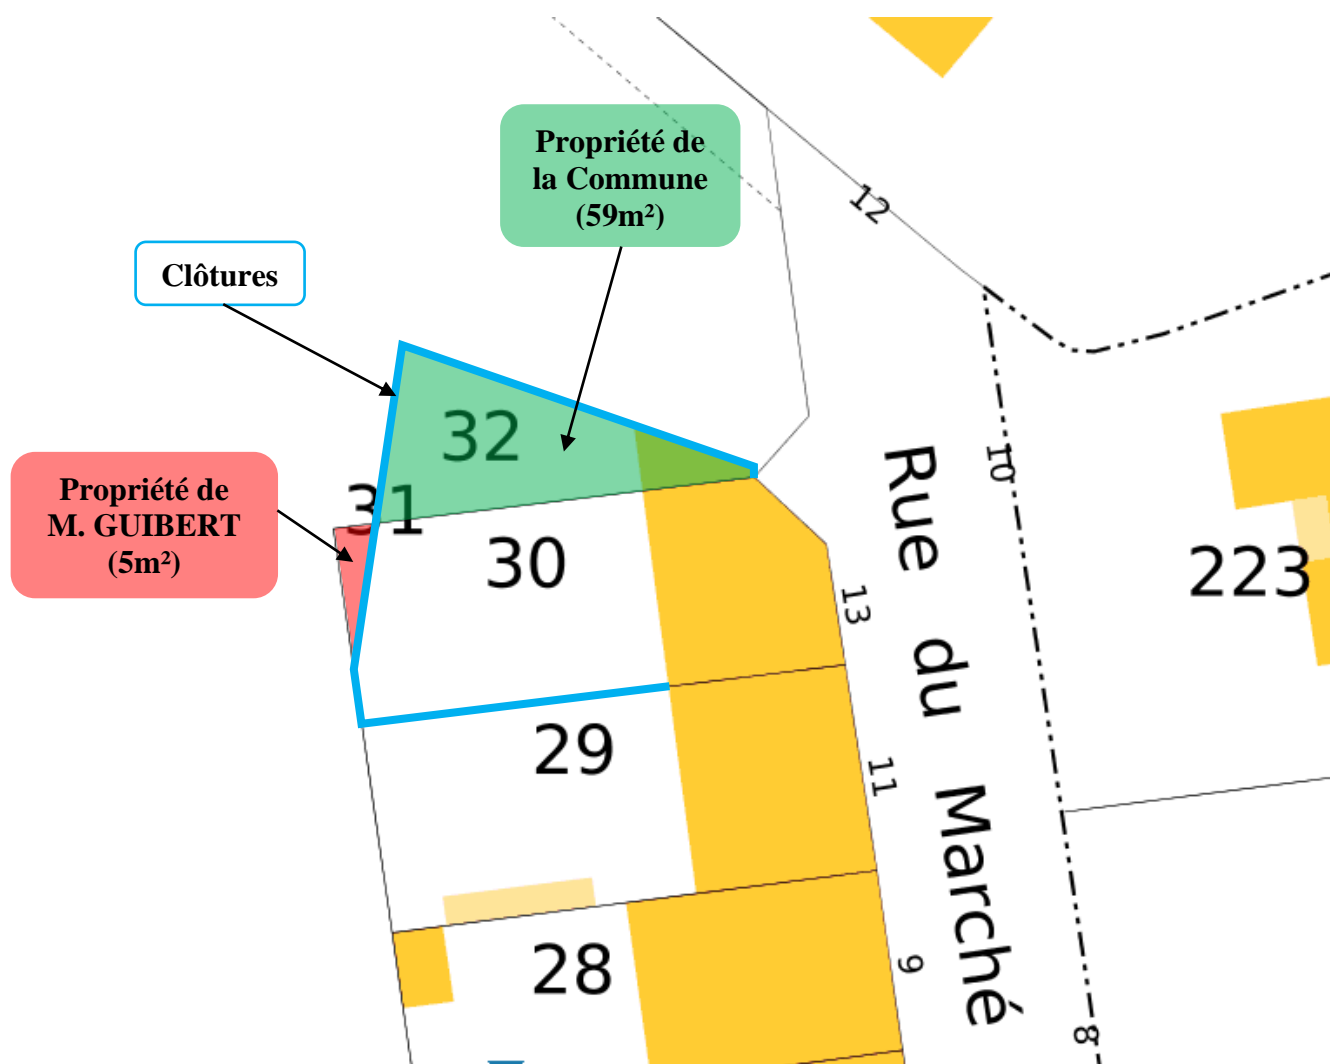 Propriété de
la Commune
(59m²)
12
Clôtures
32
Propriété de
M. GUIBERT
(5m²)
31
30
10
223
13
29
11
28
9
8
Rue du Marché